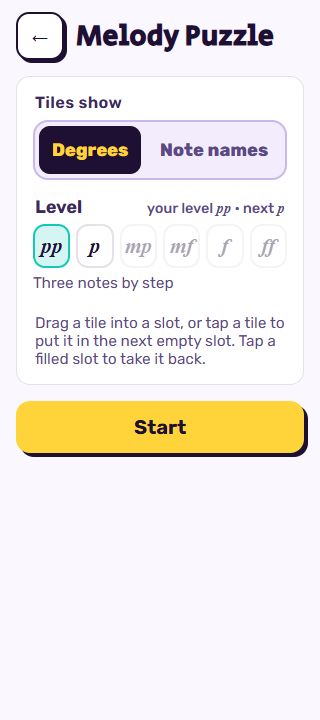 ← Melody Puzzle
Tiles show
Degrees Note names
Level your level pp • next p
pp p mp mf f ff
Three notes by step
Drag a tile into a slot, or tap a tile to
put it in the next empty slot. Tap a
filled slot to take it back.
Start